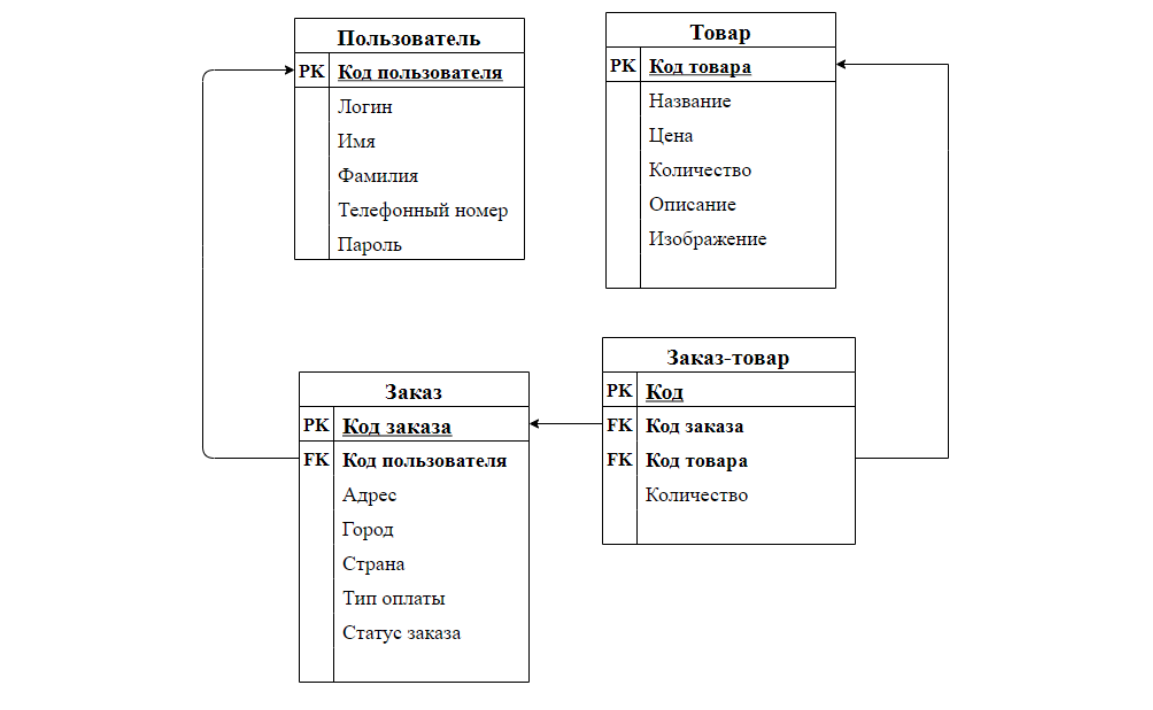 Пользователь
PK Код пользователя
Логин
Имя
Фамилия
Телефонный номер
Пароль
Товар
PK Код товара
Название
Цена
Количество
Описание
Изображение
Заказ
PK Код заказа
FK Код пользователя
Адрес
Город
Страна
Тип оплаты
Статус заказа
Заказ-товар
PK Код
FK Код заказа
FK Код товара
Количество